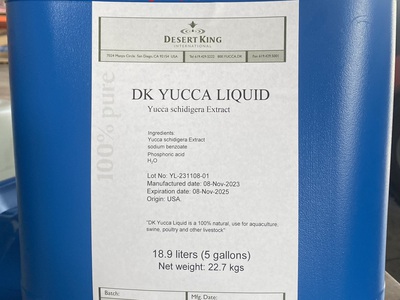 DESERT KING
INTERNATIONAL
DK YUCCA LIQUID
Yucca schidigera Extract
100% pure
Ingredients:
Yucca schidigera Extract
sodium benzoate
Phosphoric acid
H₂O
Lot No: YL-231108-01
Manufactured date: 08-Nov-2023
Expiration date: 08-Nov-2025
Origin: USA.
"DK Yucca Liquid is a 100% natural, use for aquaculture,
swine, poultry and other livestock"
18.9 liters (5 gallons)
Net weight: 22.7 kgs
Batch:
Mfg. Date: